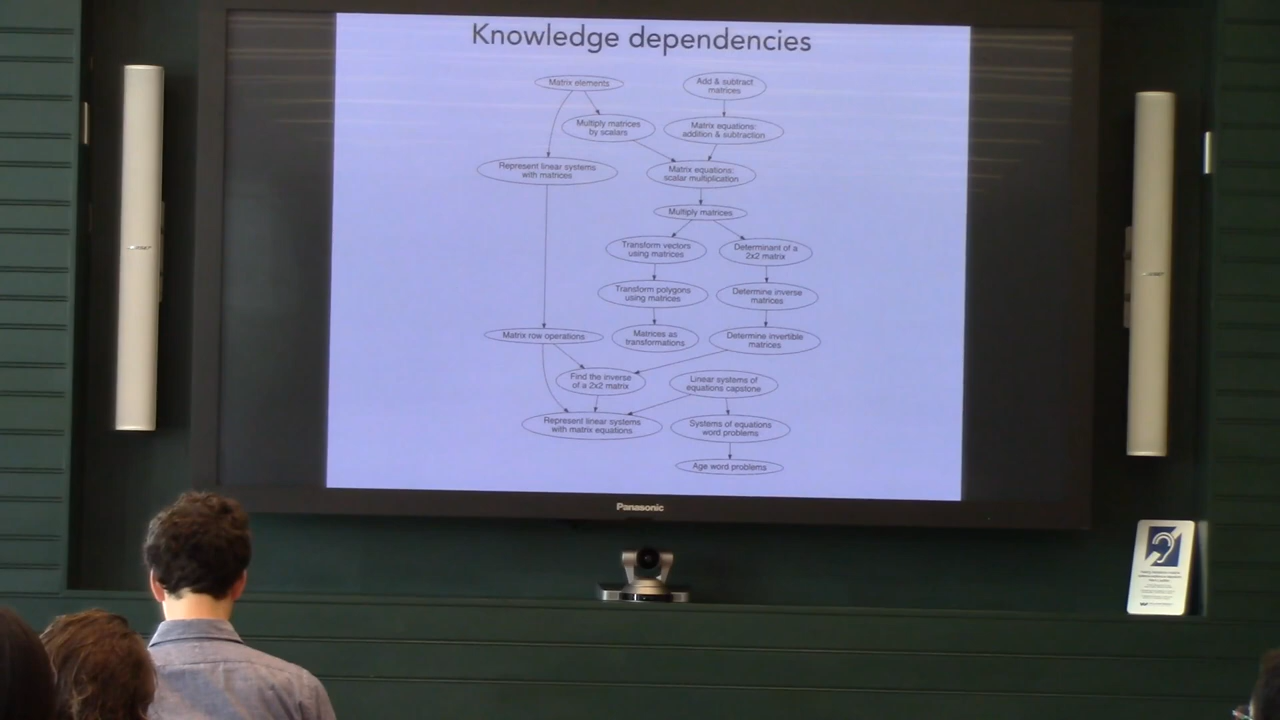 Knowledge dependencies
Matrix elements
Add & subtract
matrices
Multiply matrices
by scalars
Matrix equations:
addition & subtraction
Represent linear systems
with matrices
Matrix equations:
scalar multiplication
Multiply matrices
Transform vectors
using matrices
Determinant of a
2x2 matrix
Transform polygons
using matrices
Determine inverse
matrices
Matrix row operations
Matrices as
transformations
Determine invertible
matrices
Find the inverse
of a 2x2 matrix
Linear systems of
equations capstone
Represent linear systems
with matrix equations
Systems of equations
word problems
Age word problems
Panasonic